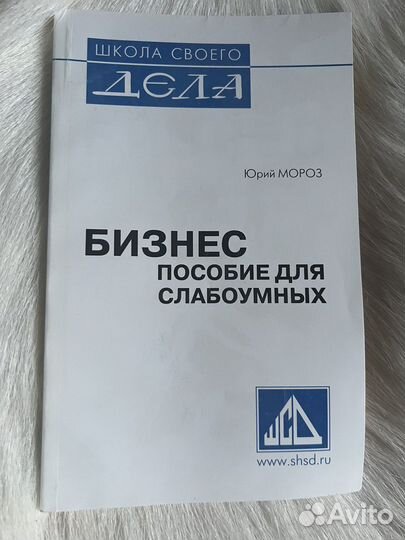 ШКОЛА СВОЕГО
ДЕЛА
Юрий МОРОЗ
БИЗНЕС
ПОСОБИЕ ДЛЯ
СЛАБОУМНЫХ
ШСД
www.shsd.ru
Avito